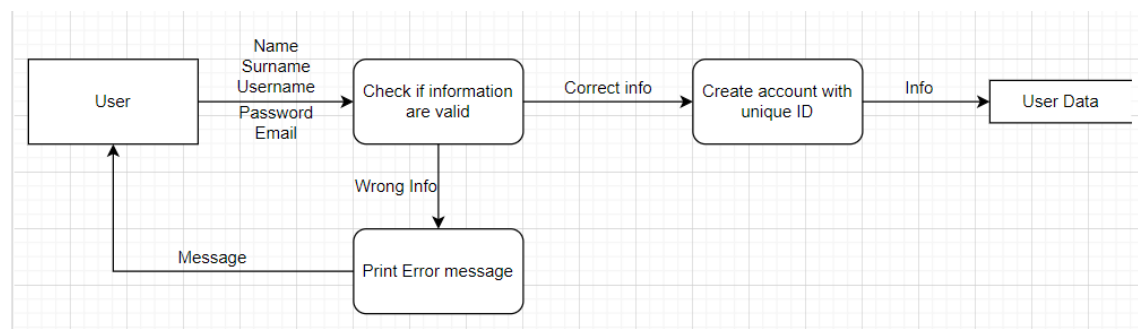 User
Name
Surname
Username
Password
Email
Check if information
are valid
Correct info
Create account with
unique ID
Info
User Data
Wrong Info
Print Error message
Message